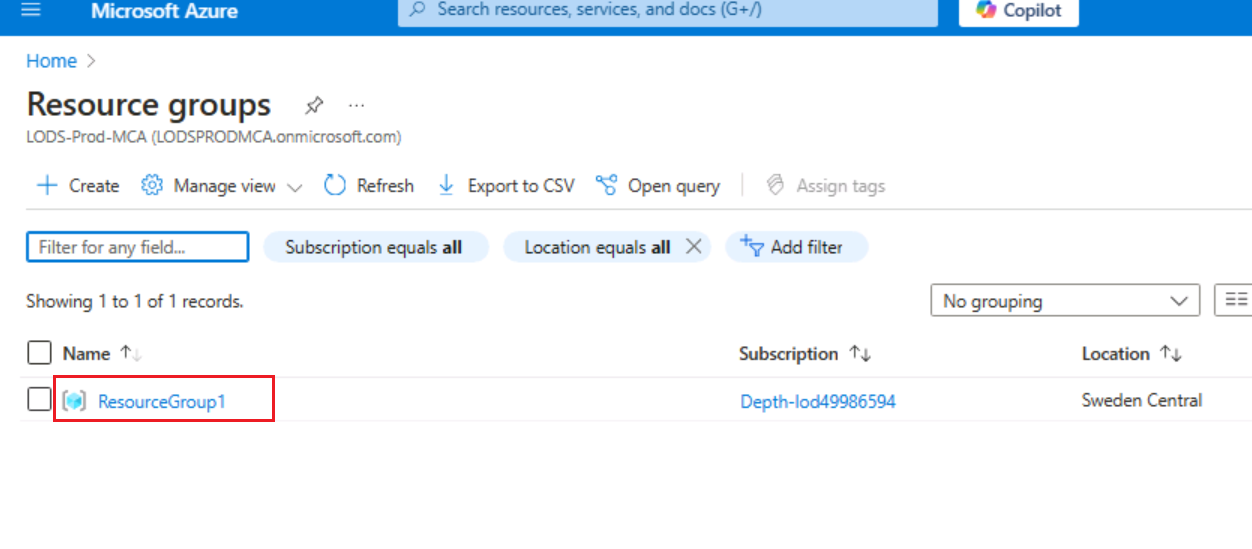 Microsoft Azure Search resources, services, and docs (G+/) Copilot
Home >
Resource groups ...
LODS-Prod-MCA (LODSPRODMCA.onmicrosoft.com)
+ Create Manage view Refresh Export to CSV Open query Assign tags
Filter for any field... Subscription equals all Location equals all Add filter
Showing 1 to 1 of 1 records. No grouping
Name Subscription Location
ResourceGroup1 Depth-lod49986594 Sweden Central